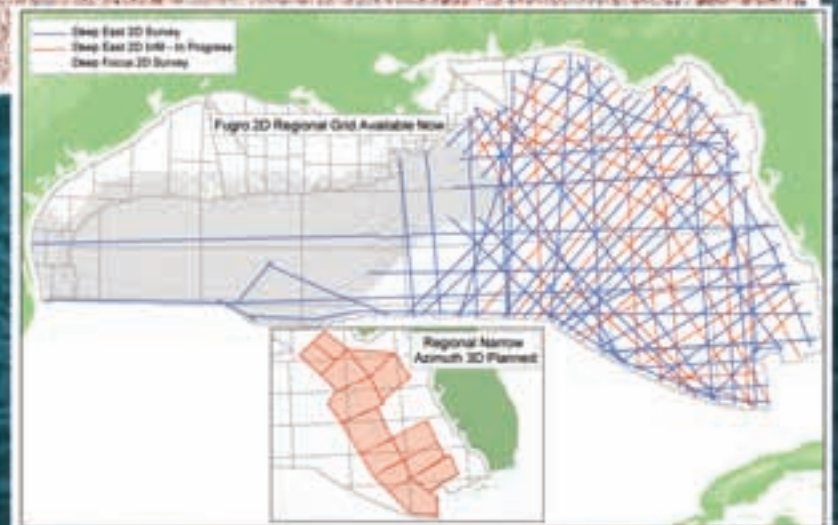 Deep East 2D Survey
Deep East 2D Infill - In Progress
Deep Focus 2D Survey
Fugro 2D Regional Grid Available Now
Regional Narrow
Azimuth 3D Planned